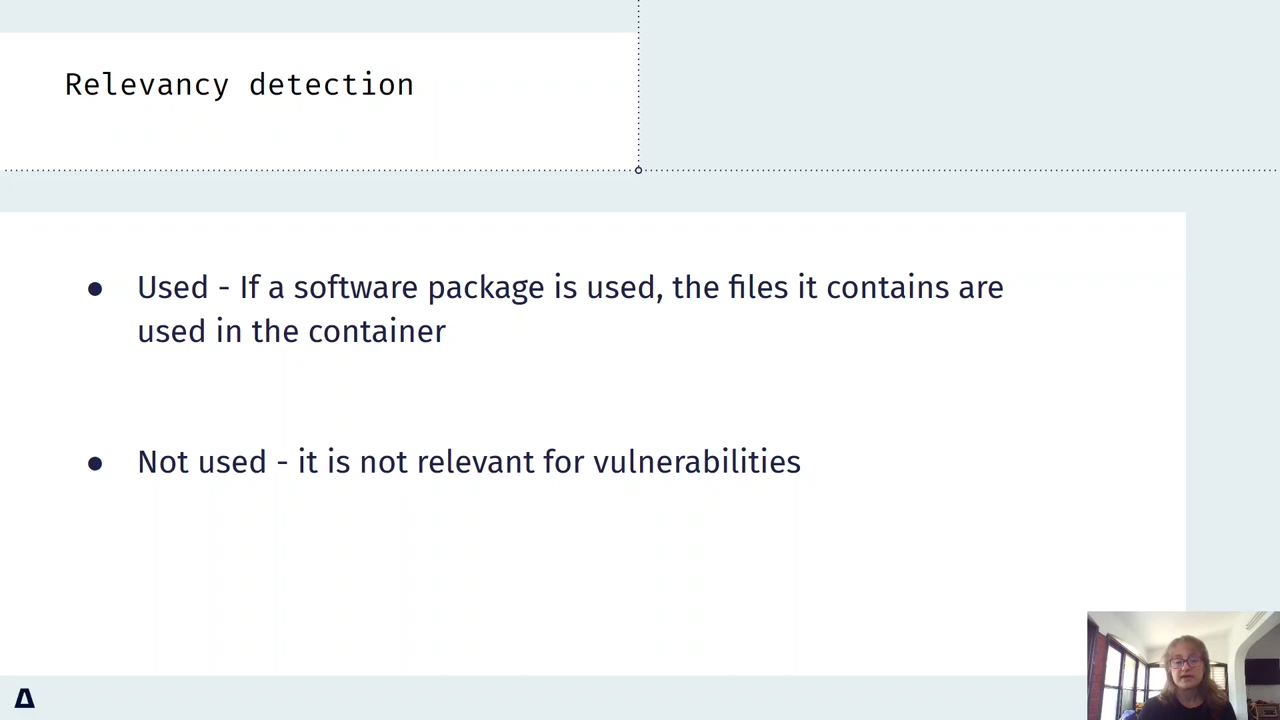 Relevancy detection
● Used - If a software package is used, the files it contains are
used in the container
● Not used - it is not relevant for vulnerabilities